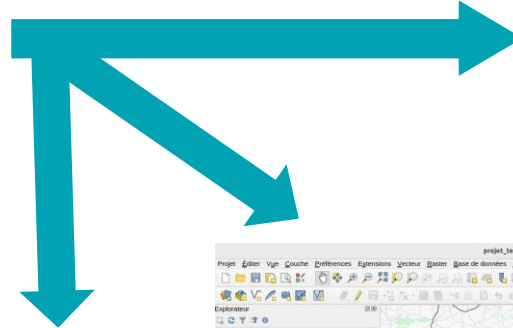 projet_te
Projet Éditer Vue Couche Préférences Extensions Vecteur Raster Base de données
Explorateur